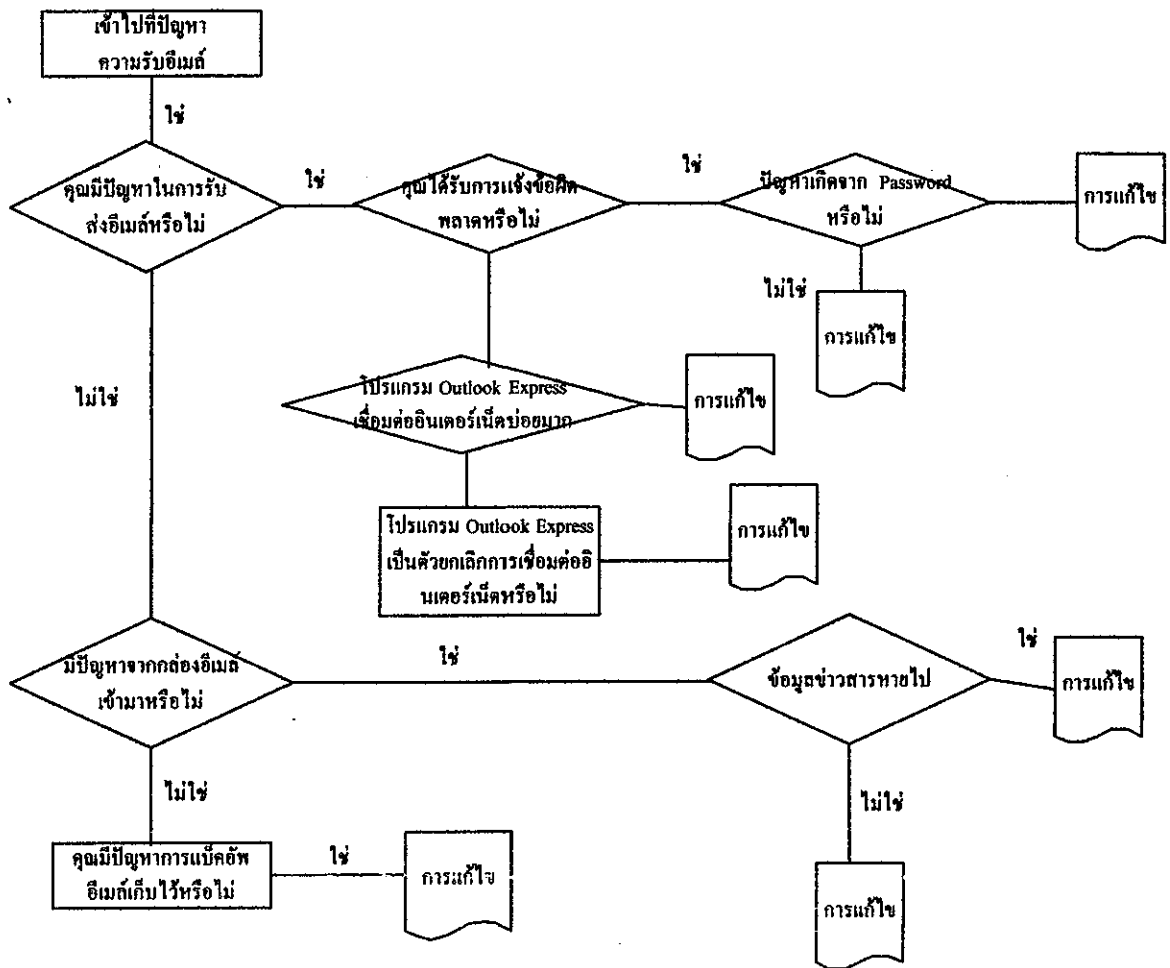 เข้าไปที่ปัญหา
ความรับอีเมล์
ใช่
คุณมีปัญหาในการรับ
ส่งอีเมล์หรือไม่
ใช่
คุณได้รับการแจ้งข้อผิด
พลาดหรือไม่
ใช่
ปัญหาเกิดจาก Password
หรือไม่
การแก้ไข
ไม่ใช่
การแก้ไข
ไม่ใช่
โปรแกรม Outlook Express
เชื่อมต่ออินเตอร์เน็ตบ่อยมาก
การแก้ไข
โปรแกรม Outlook Express
เป็นตัวยกเลิกการเชื่อมต่ออิ
นเตอร์เน็ตหรือไม่
การแก้ไข
มีปัญหาจากกล่องอีเมล์
เข้ามาหรือไม่
ใช่
ข้อมูลข่าวสารหายไป
ใช่
การแก้ไข
ไม่ใช่
ไม่ใช่
คุณมีปัญหาการแบ็คอัพ
อีเมล์เก็บไว้หรือไม่
ใช่
การแก้ไข
การแก้ไข